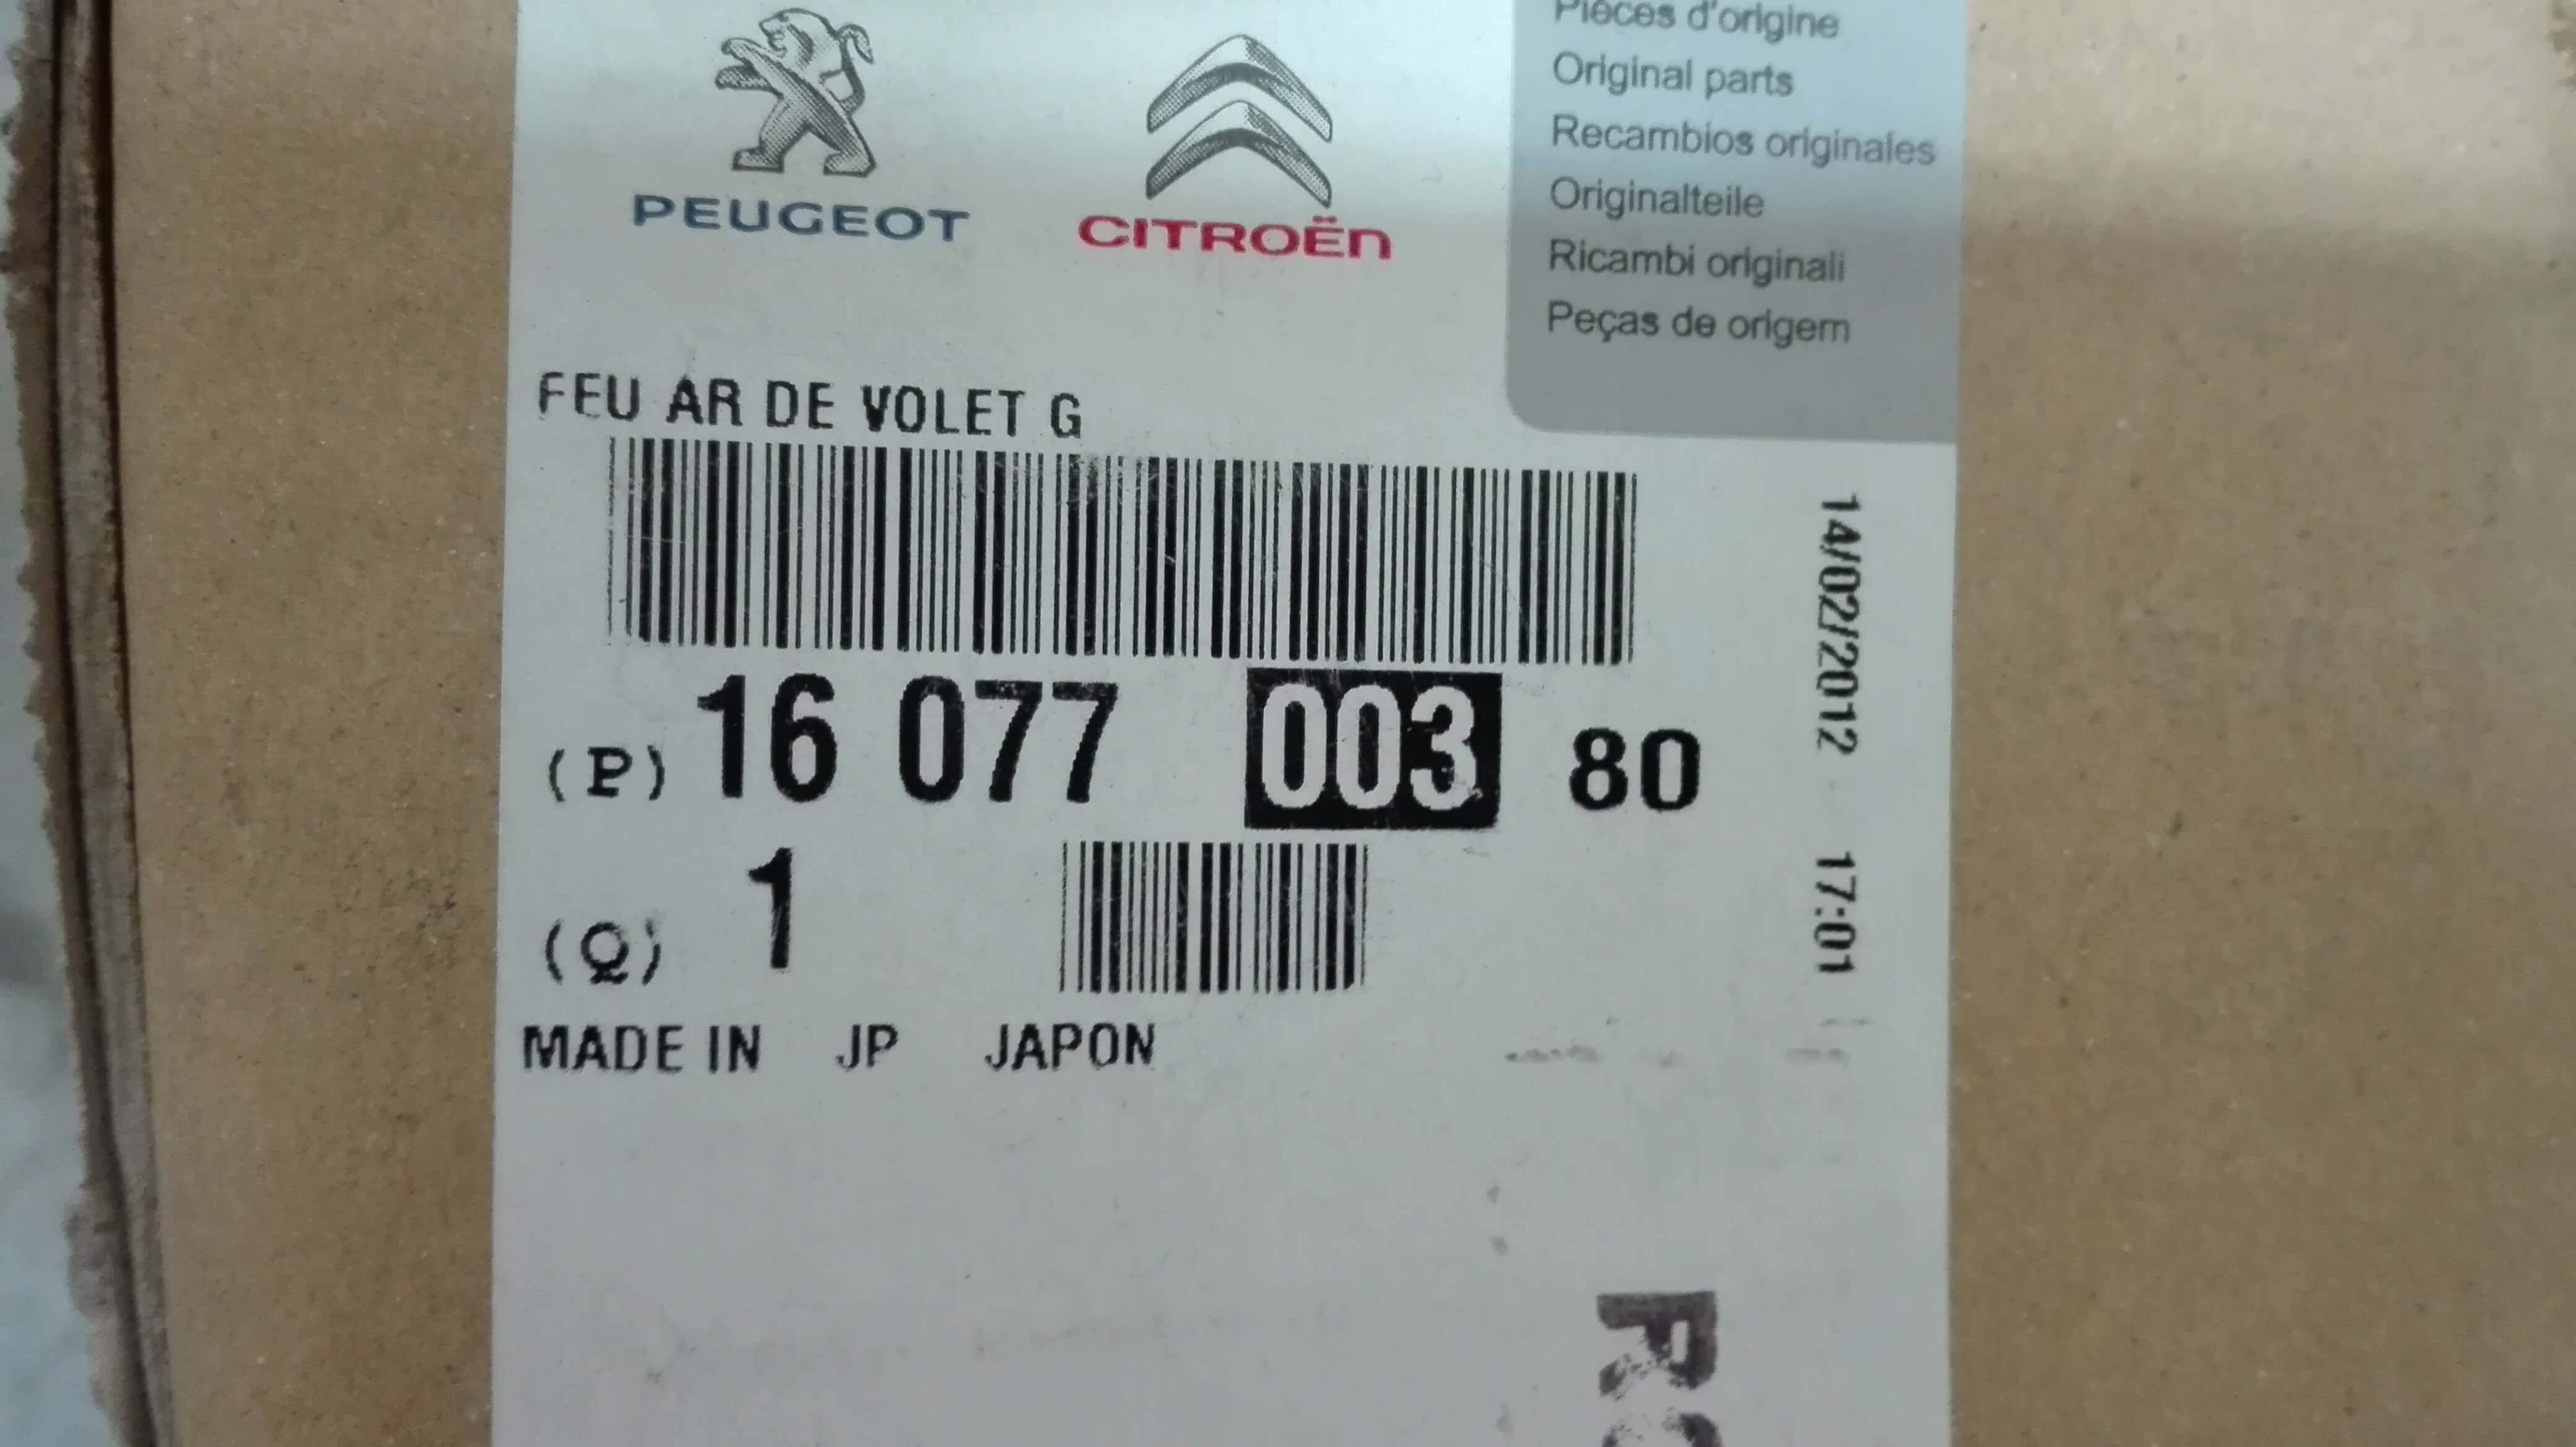 PEUGEOT
CITROËN
Pièces d'origine
Original parts
Recambios originales
Originalteile
Ricambi originali
Peças de origem
FEU AR DE VOLET G
(P) 16 077 003 80
(Q) 1
MADE IN JP JAPON
14/02/2012 17:01